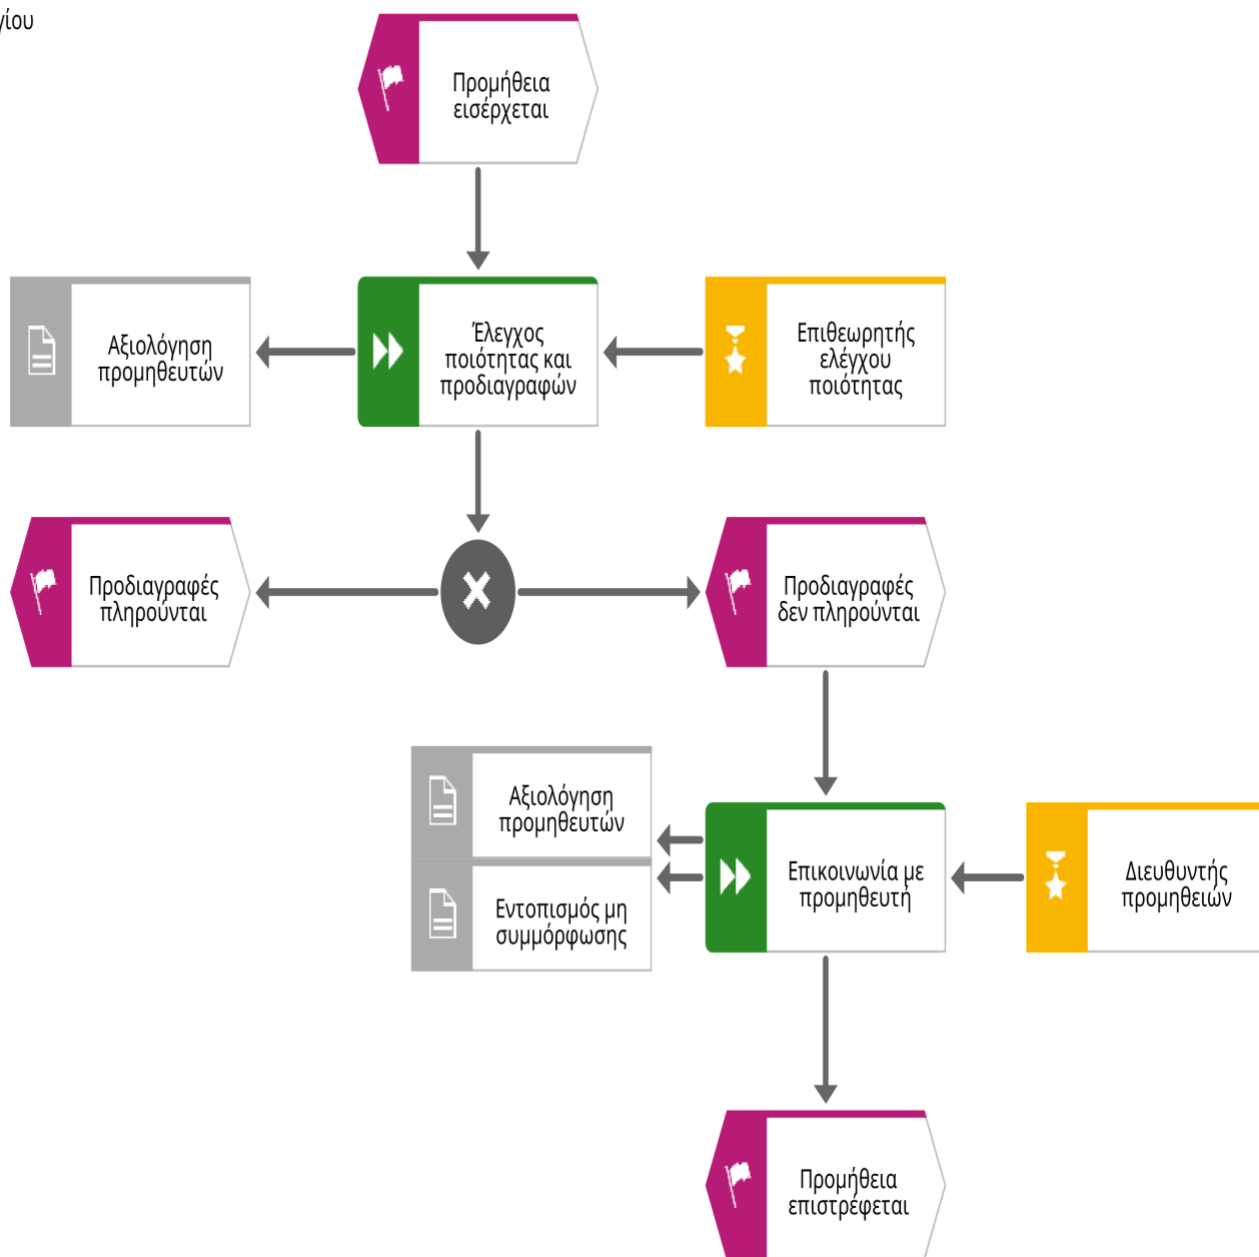 Προμήθεια
εισέρχεται
Αξιολόγηση
προμηθευτών
Έλεγχος
ποιότητας και
προδιαγραφών
Επιθεωρητής
ελέγχου
ποιότητας
Προδιαγραφές
πληρούνται
Προδιαγραφές
δεν πληρούνται
Αξιολόγηση
προμηθευτών
Εντοπισμός μη
συμμόρφωσης
Επικοινωνία με
προμηθευτή
Διευθυντής
προμηθειών
Προμήθεια
επιστρέφεται